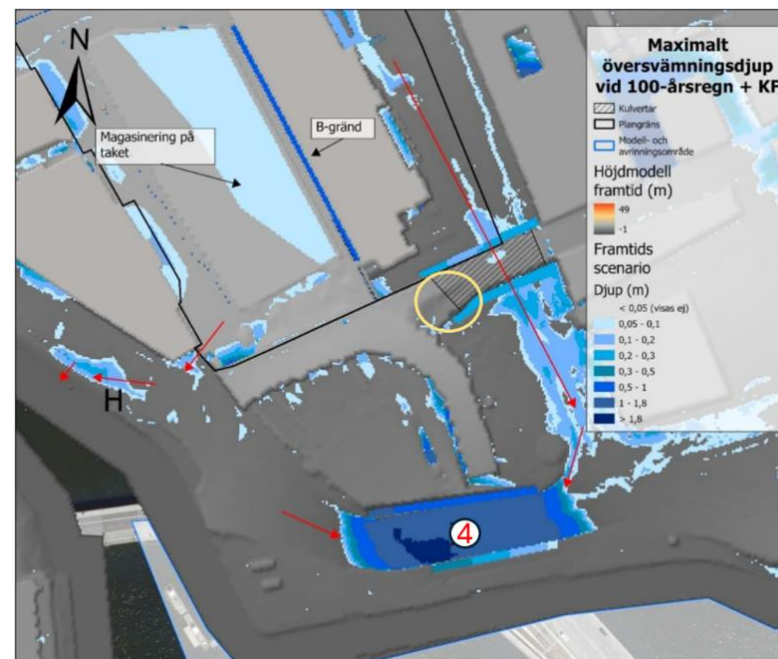 N
Magasinering på
taket
B-gränd
H
4
Maximalt
översvämningsdjup
vid 100-årsregn + KF
Kulvertar
Plangräns
Modell- och
avrinningsområde
Höjdmodell
framtid (m)
49
-1
Framtids
scenario
Djup (m)
< 0,05 (visas ej)
0,05 - 0,1
0,1 - 0,2
0,2 - 0,3
0,3 - 0,5
0,5 - 1
1 - 1,8
> 1,8